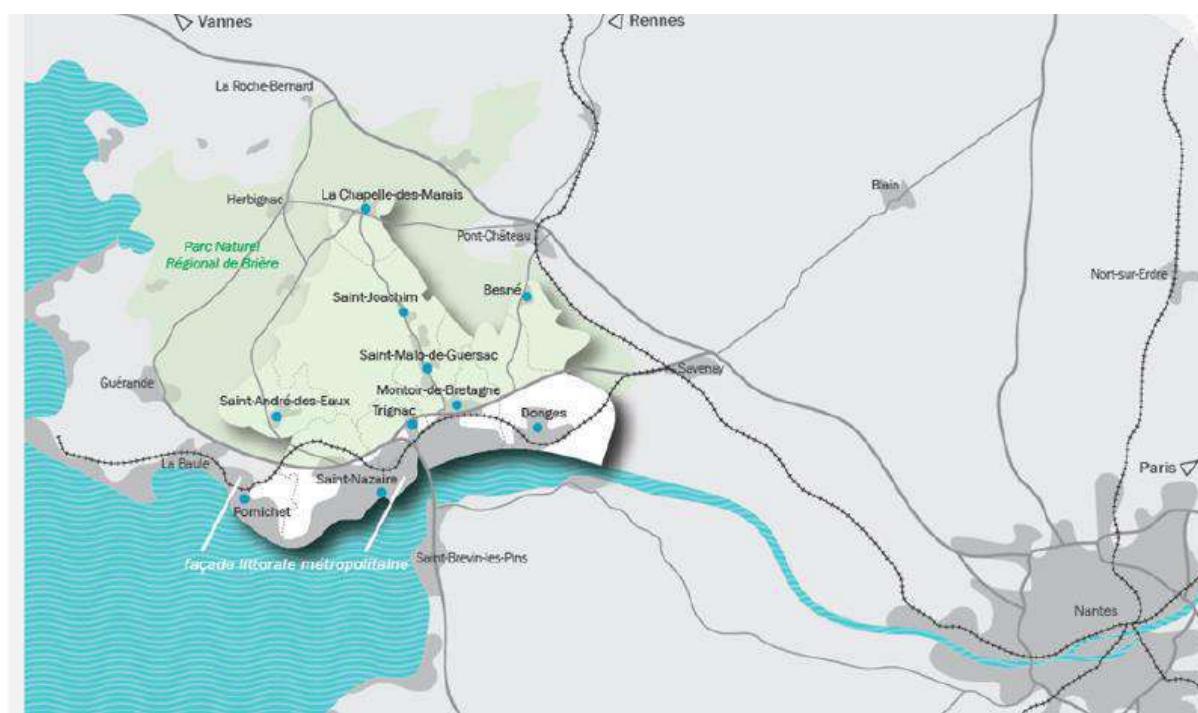 Vannes
Rennes
La Roche-Bernard
Blain
La Chapelle-des-Marais
Herbignac
Pont-Château
Parc Naturel
Régional de Brière
Nort-sur-Erdre
Besné
Saint-Joachim
Saint-Malo-de-Guersac
Savenay
Guérande
Montoir-de-Bretagne
Saint-André-des-Eaux
Trignac
Donges
La Baule
Paris
Saint-Nazaire
Pornichet
façade littorale métropolitaine
Saint-Brevin-les-Pins
Nantes